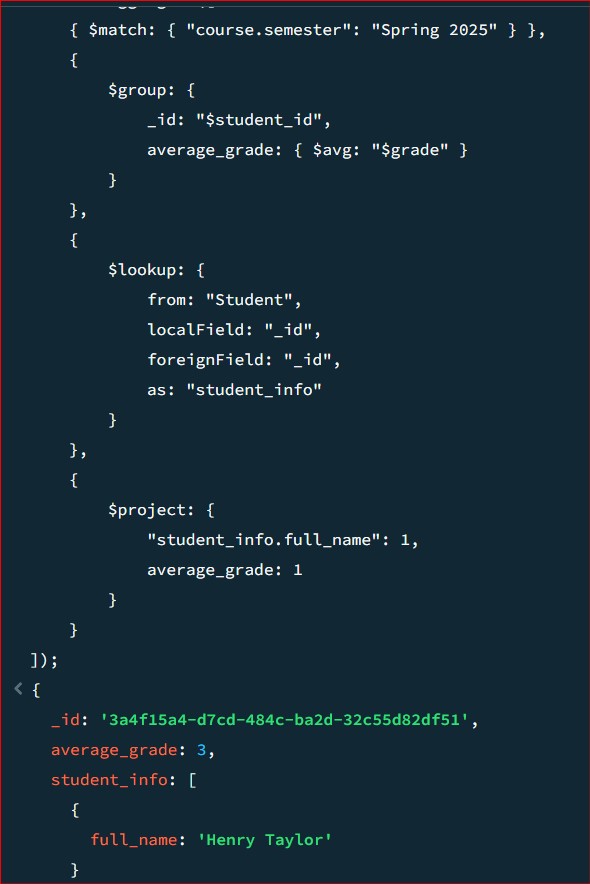 { $match: { "course.semester": "Spring 2025" } },
{
$group: {
_id: "$student_id",
average_grade: { $avg: "$grade" }
}
},
{
$lookup: {
from: "Student",
localField: "_id",
foreignField: "_id",
as: "student_info"
}
},
{
$project: {
"student_info.full_name": 1,
average_grade: 1
}
}
]);
{
_id: '3a4f15a4-d7cd-484c-ba2d-32c55d82df51',
average_grade: 3,
student_info: [
{
full_name: 'Henry Taylor'
}